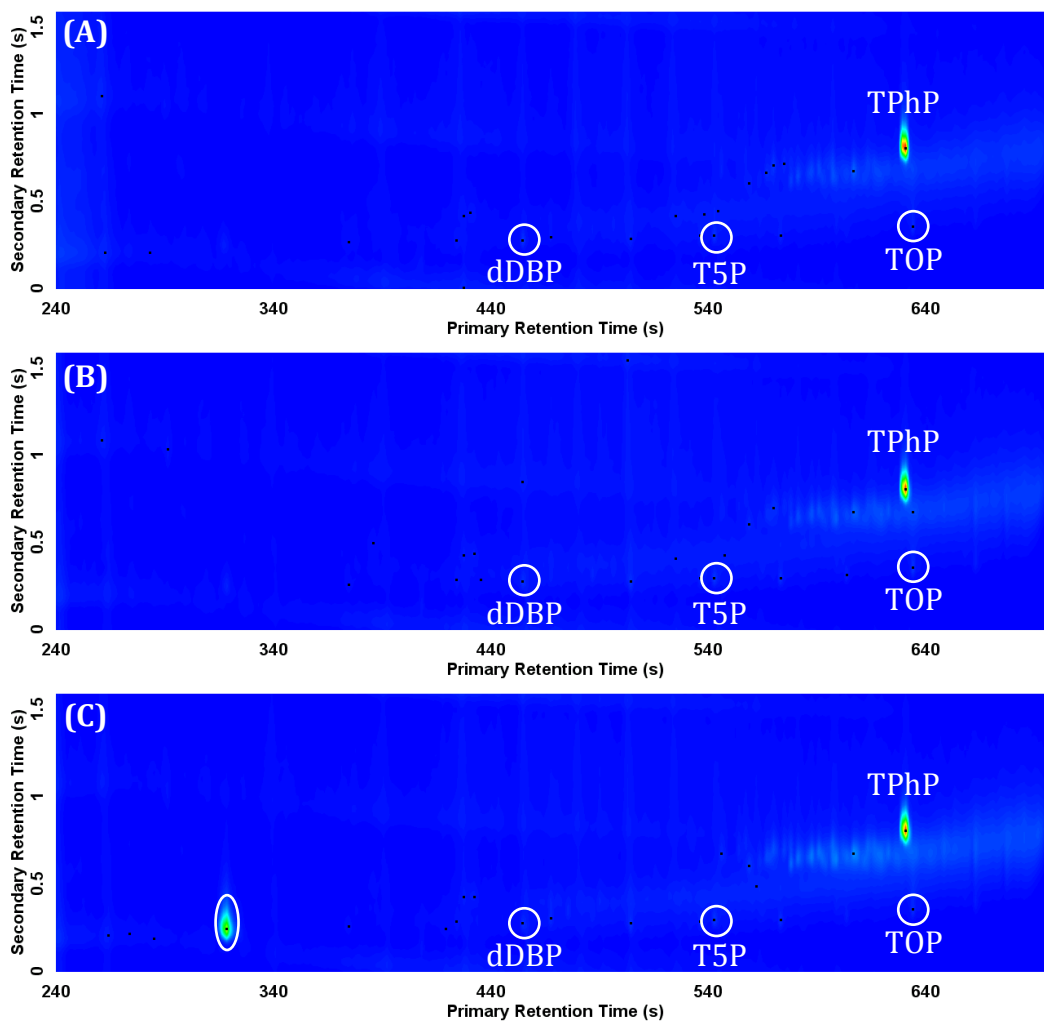 (A)
Secondary Retention Time (s)
1.5
1
0.5
0
TPhP
dDBP
T5P
TOP
240 340 440 540 640
Primary Retention Time (s)
(B)
Secondary Retention Time (s)
1.5
1
0.5
0
TPhP
dDBP
T5P
TOP
240 340 440 540 640
Primary Retention Time (s)
(C)
Secondary Retention Time (s)
1.5
1
0.5
0
TPhP
dDBP
T5P
TOP
240 340 440 540 640
Primary Retention Time (s)